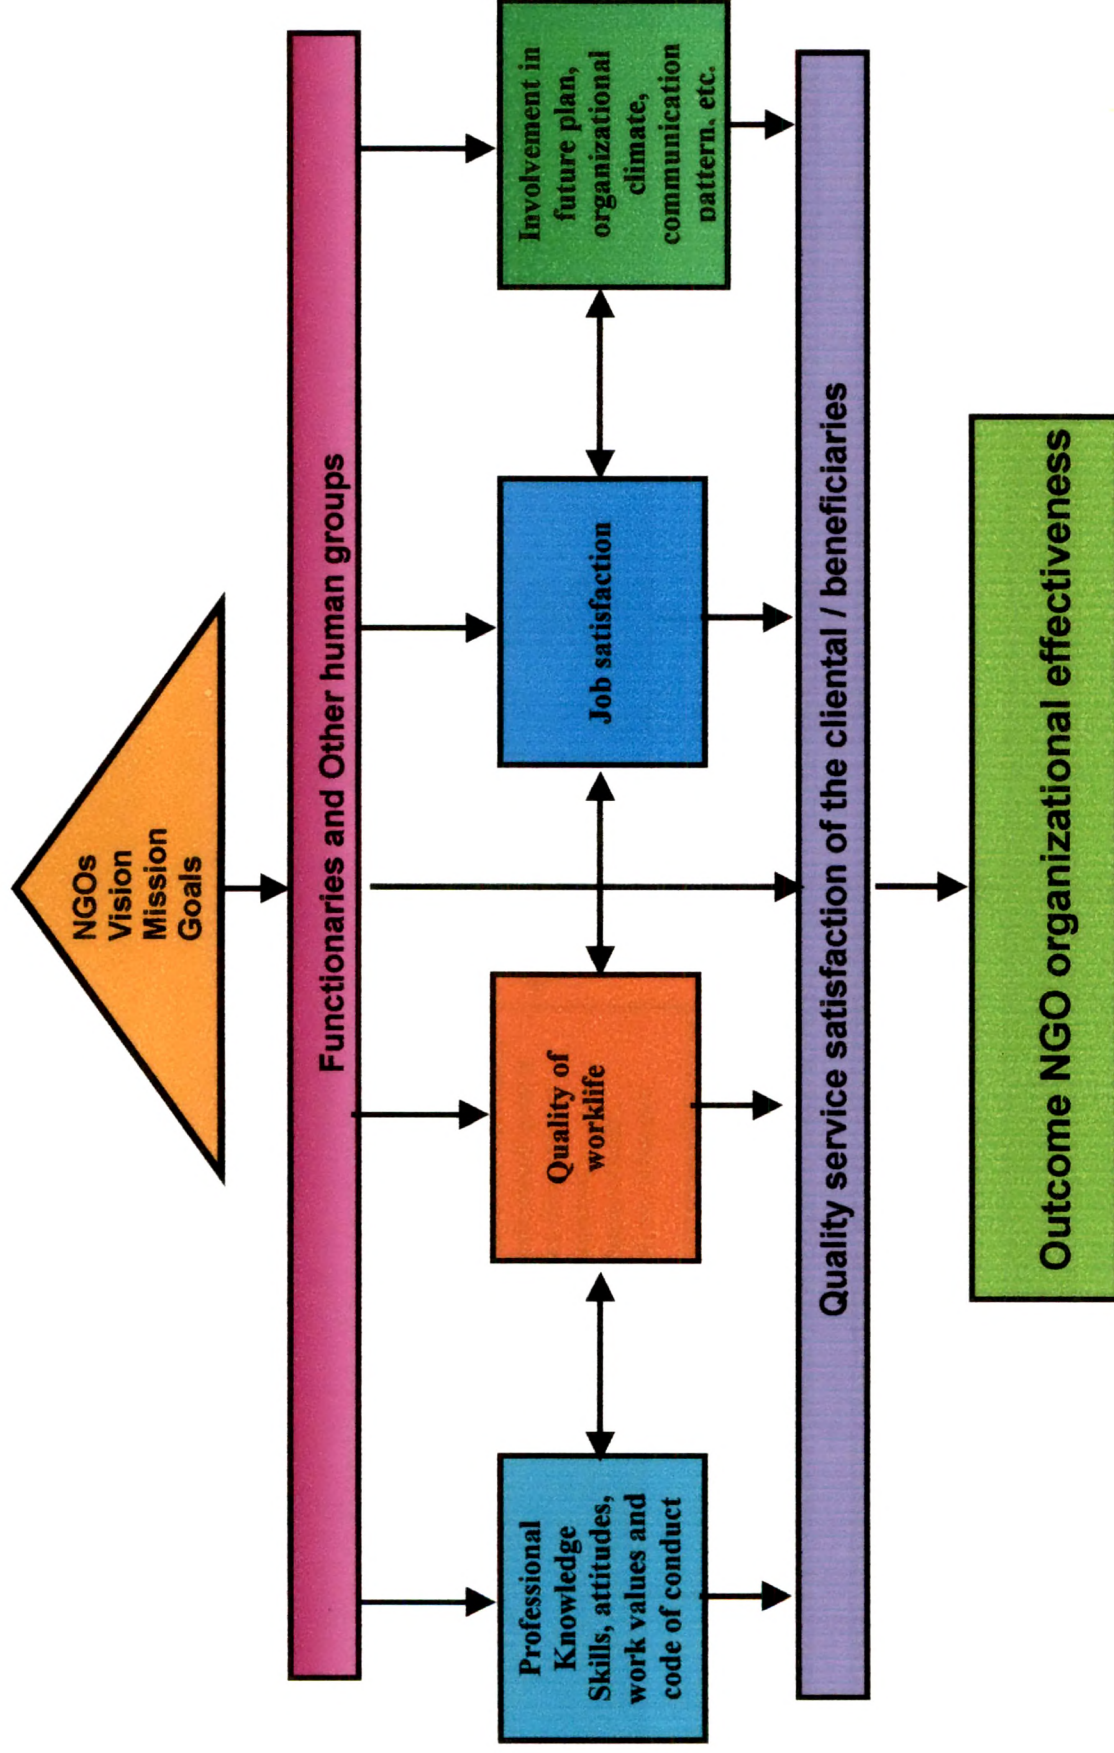 NGOs
Vision
Mission
Goals
Functionaries and Other human groups
Professional
Knowledge
Skills, attitudes,
work values and
code of conduct
Quality of
worklife
Job satisfaction
Involvement in
future plan,
organizational
climate,
communication
pattern. etc.
Quality service satisfaction of the cliental / beneficiaries
Outcome NGO organizational effectiveness